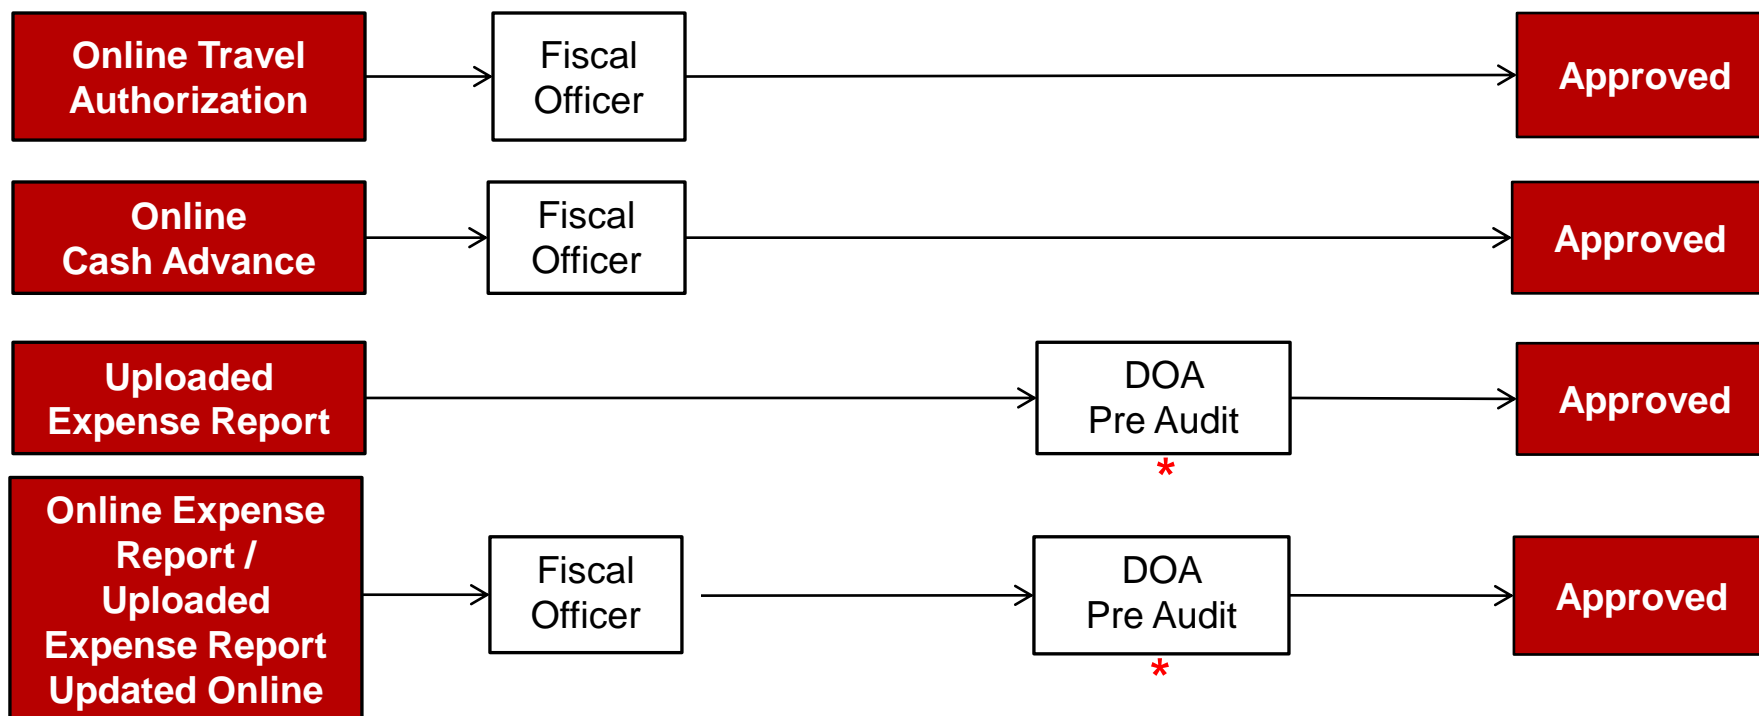 Online Travel
Authorization
Fiscal
Officer
Approved
Online
Cash Advance
Fiscal
Officer
Approved
Uploaded
Expense Report
DOA
Pre Audit
*
Approved
Online Expense
Report /
Uploaded
Expense Report
Updated Online
Fiscal
Officer
DOA
Pre Audit
*
Approved